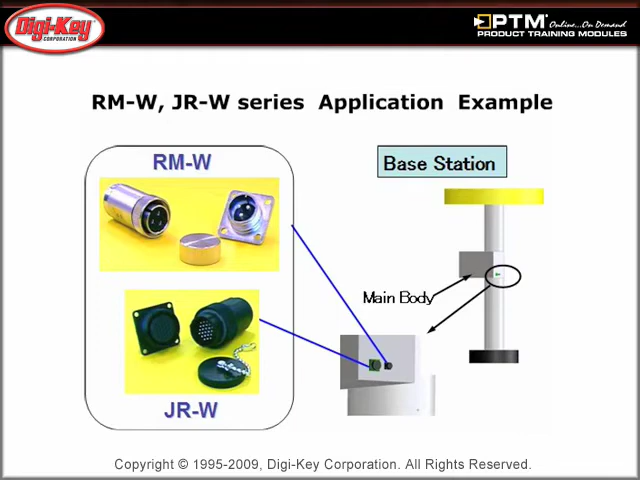 Digi-Key
CORPORATION
PTM® Online...On Demand
PRODUCT TRAINING MODULES
RM-W, JR-W series Application Example
RM-W
Base Station
Main Body
JR-W
Copyright © 1995-2009, Digi-Key Corporation. All Rights Reserved.